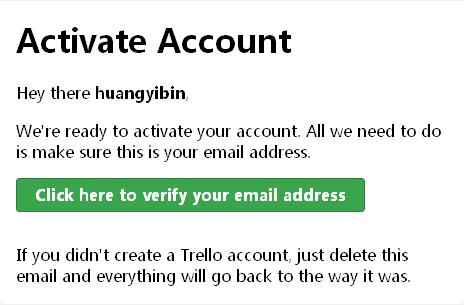 Activate Account
Hey there huangyibin,
We're ready to activate your account. All we need to do
is make sure this is your email address.
Click here to verify your email address
If you didn't create a Trello account, just delete this
email and everything will go back to the way it was.